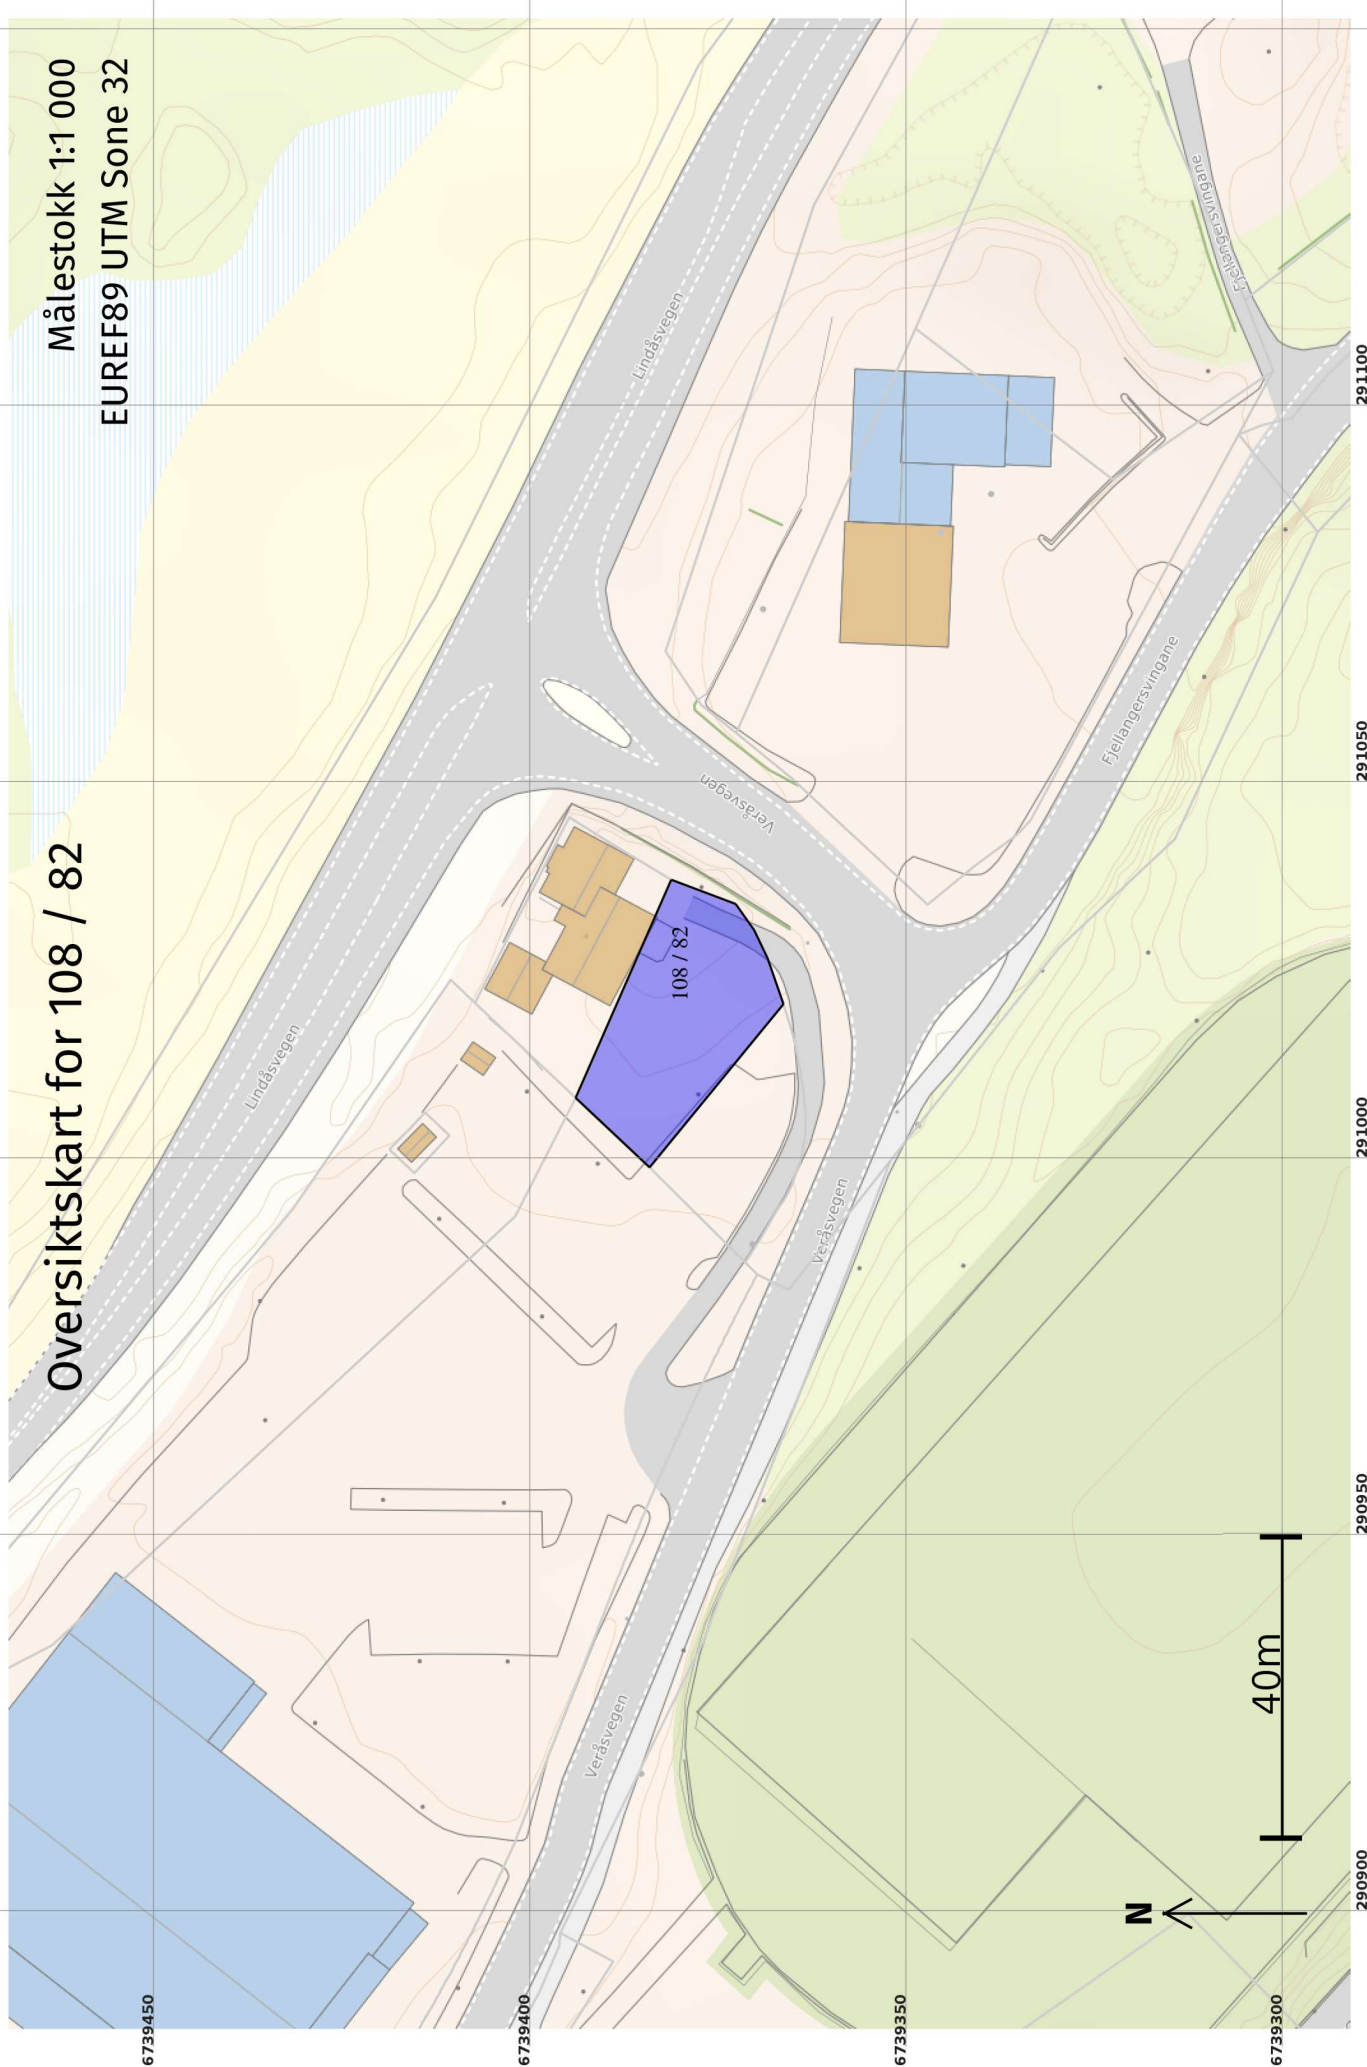 Oversiktskart for 108 / 82
Målestokk 1:1 000
EUREF89 UTM Sone 32
Lindåsvegen
Lindåsvegen
Fjellangersvingane
Veråsvegen
108 / 82
Fjellangersvingane
Veråsvegen
Veråsvegen
N
40m
6739450
6739400
6739350
6739300
290900
290950
291000
291050
291100